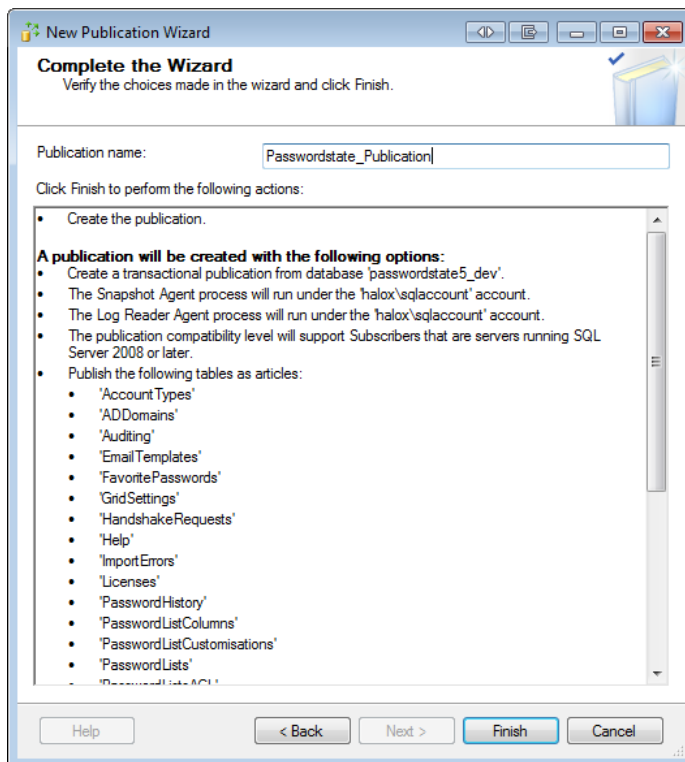 New Publication Wizard
Complete the Wizard
Verify the choices made in the wizard and click Finish.
Publication name: Passwordstate_Publication
Click Finish to perform the following actions:
• Create the publication.
A publication will be created with the following options:
• Create a transactional publication from database 'passwordstate5_dev'.
• The Snapshot Agent process will run under the 'halox\sqlaccount' account.
• The Log Reader Agent process will run under the 'halox\sqlaccount' account.
• The publication compatibility level will support Subscribers that are servers running SQL
Server 2008 or later.
• Publish the following tables as articles:
• 'AccountTypes'
• 'ADDomains'
• 'Auditing'
• 'EmailTemplates'
• 'FavoritePasswords'
• 'GridSettings'
• 'HandshakeRequests'
• 'Help'
• 'ImportErrors'
• 'Licenses'
• 'PasswordHistory'
• 'PasswordListColumns'
• 'PasswordListCustomisations'
• 'PasswordLists'
• 'PasswordListsACL'
Help < Back Next > Finish Cancel